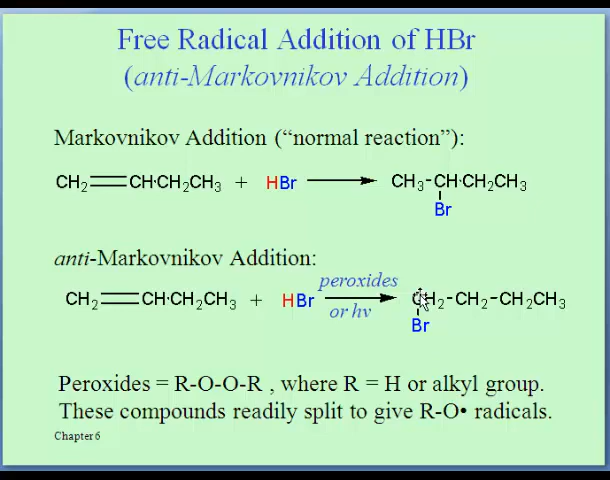 Free Radical Addition of HBr
(anti-Markovnikov Addition)
Markovnikov Addition ("normal reaction"):
CH₂=CH·CH₂CH₃ + HBr → CH₃-CH·CH₂CH₃
Br
anti-Markovnikov Addition:
peroxides
CH₂=CH·CH₂CH₃ + HBr → CH₂-CH₂-CH₂CH₃
or hv
Br
Peroxides = R-O-O-R , where R = H or alkyl group.
These compounds readily split to give R-O• radicals.
Chapter 6